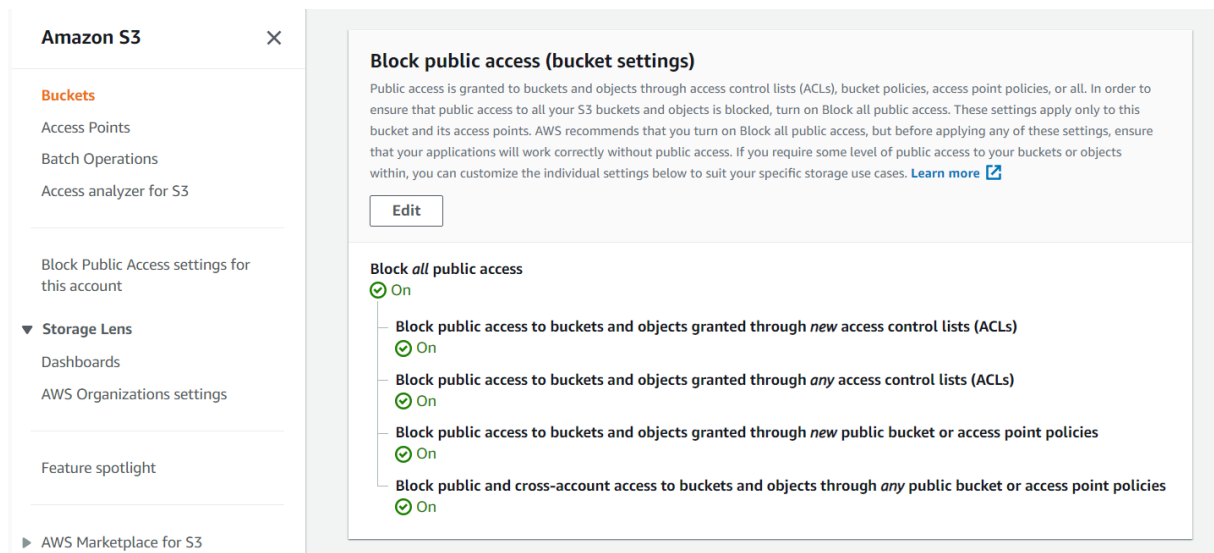 Amazon S3
Buckets
Access Points
Batch Operations
Access analyzer for S3
Block Public Access settings for
this account
Storage Lens
Dashboards
AWS Organizations settings
Feature spotlight
AWS Marketplace for S3
Block public access (bucket settings)
Public access is granted to buckets and objects through access control lists (ACLs), bucket policies, access point policies, or all. In order to
ensure that public access to all your S3 buckets and objects is blocked, turn on Block all public access. These settings apply only to this
bucket and its access points. AWS recommends that you turn on Block all public access, but before applying any of these settings, ensure
that your applications will work correctly without public access. If you require some level of public access to your buckets or objects
within, you can customize the individual settings below to suit your specific storage use cases. Learn more
Edit
Block all public access
On
Block public access to buckets and objects granted through new access control lists (ACLs)
On
Block public access to buckets and objects granted through any access control lists (ACLs)
On
Block public access to buckets and objects granted through new public bucket or access point policies
On
Block public and cross-account access to buckets and objects through any public bucket or access point policies
On